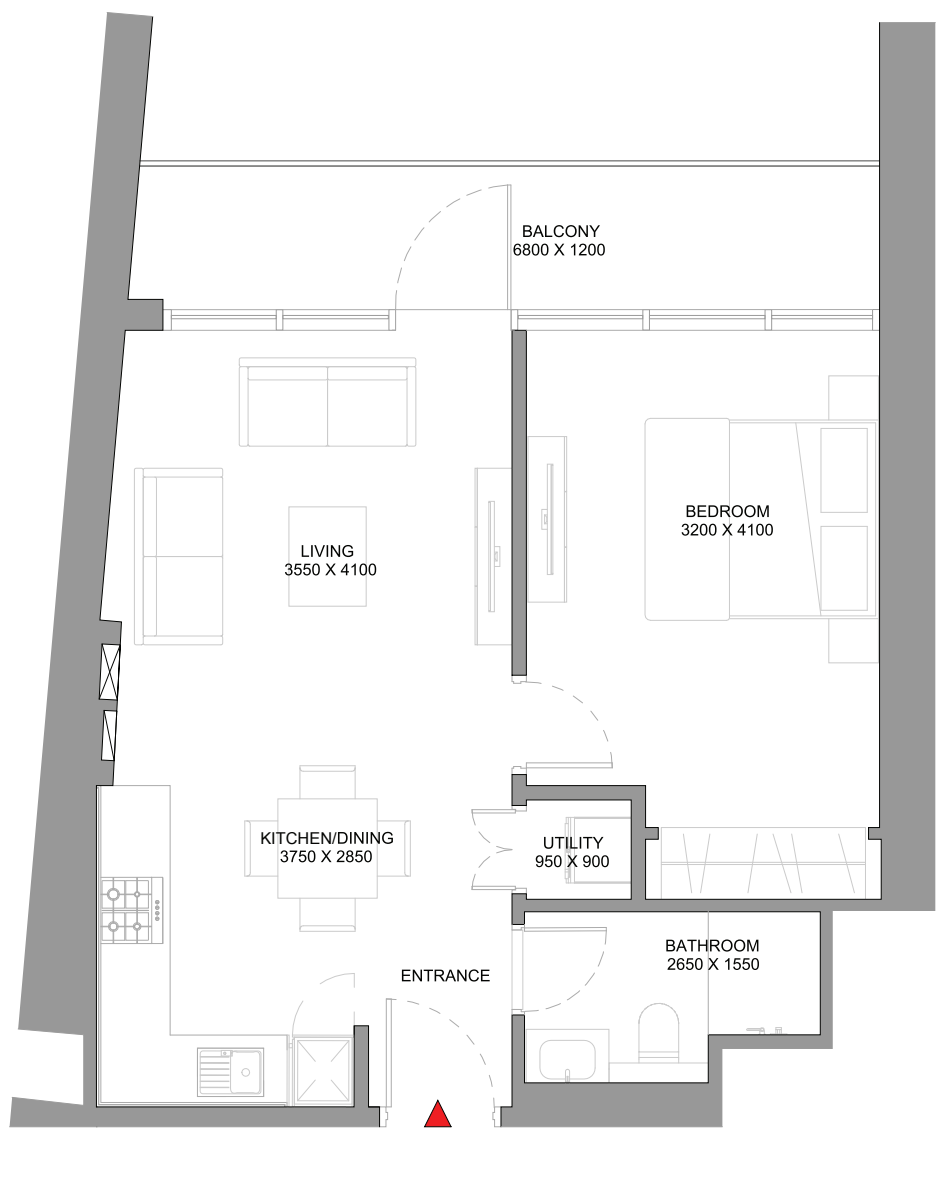 BALCONY
6800 X 1200
BEDROOM
3200 X 4100
LIVING
3550 X 4100
KITCHEN/DINING
3750 X 2850
UTILITY
950 X 900
BATHROOM
2650 X 1550
ENTRANCE